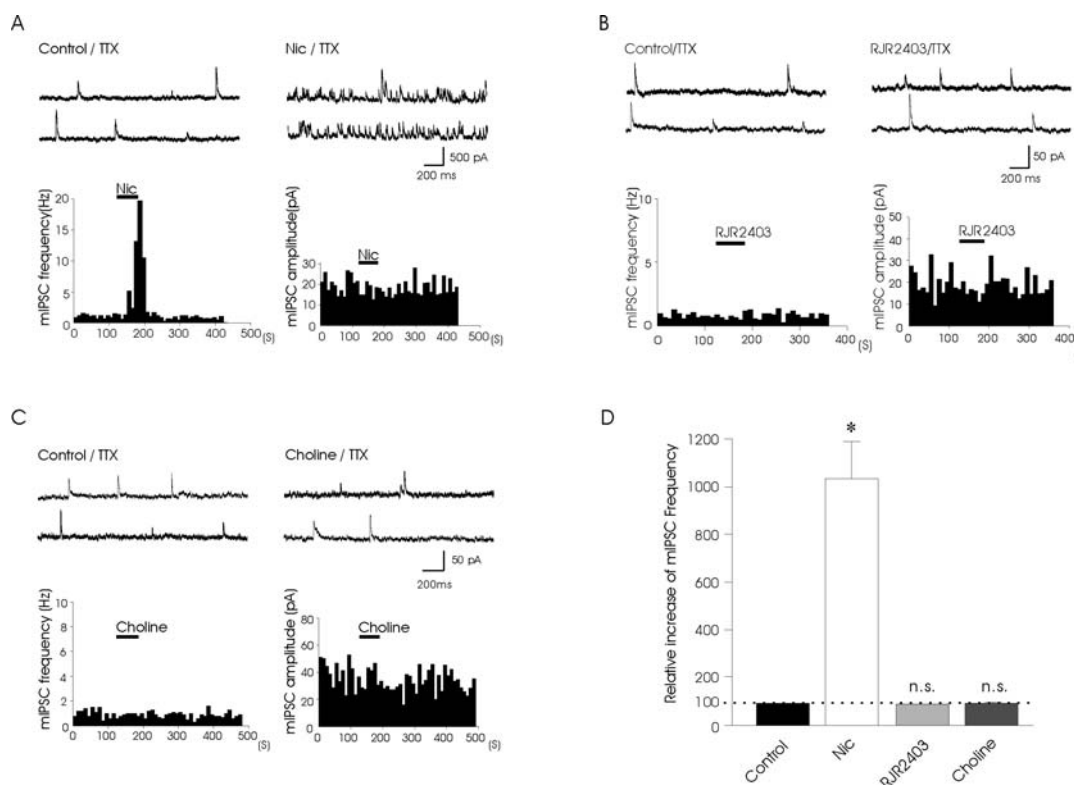 A
Control / TTX
Nic / TTX
500 pA
200 ms
mIPSC frequency(Hz)
20
15
10
5
0
Nic
0 100 200 300 400 500 (S)
mIPSC amplitude(pA)
50
40
30
20
10
0
Nic
0 100 200 300 400 500 (S)
B
Control/TTX
RJR2403/TTX
50 pA
200 ms
mIPSC frequency (Hz)
10
5
0
RJR2403
0 100 200 300 400 (S)
mIPSC amplitude (pA)
50
40
30
20
10
0
RJR2403
0 100 200 300 400 (S)
C
Control / TTX
Choline / TTX
50 pA
200ms
mIPSC frequency (Hz)
10
8
6
4
2
0
Choline
0 100 200 300 400 500 (S)
mIPSC amplitude (pA)
80
60
40
20
0
Choline
0 100 200 300 400 500 (S)
D
Relative increase of mIPSC Frequency
1200
1000
800
600
400
200
100
0
*
n.s.
n.s.
Control
Nic
RJR2403
Choline